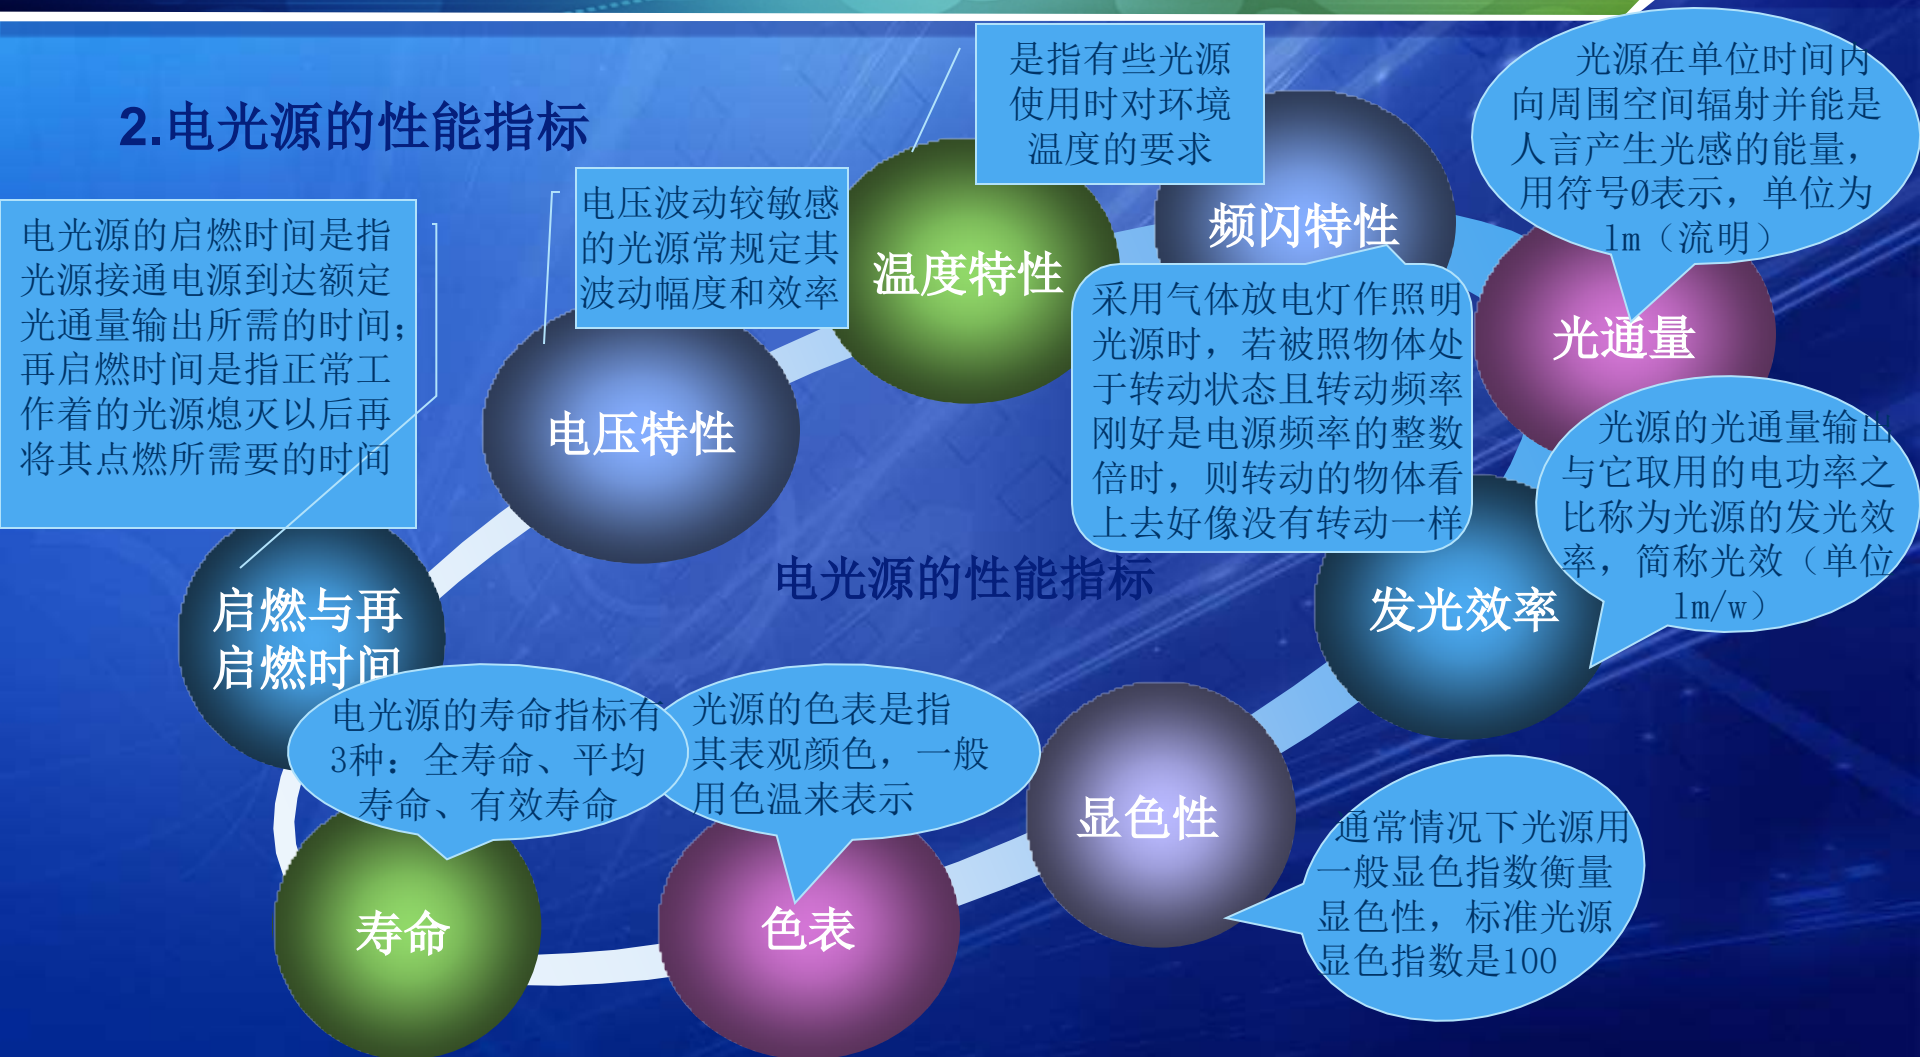 2.电光源的性能指标
是指有些光源
使用时对环境
温度的要求
光源在单位时间内
向周围空间辐射并能是
人言产生光感的能量，
用符号Ø表示，单位为
lm（流明）
电压波动较敏感
的光源常规定其
波动幅度和效率
电光源的启燃时间是指
光源接通电源到达额定
光通量输出所需的时间；
再启燃时间是指正常工
作着的光源熄灭以后再
将其点燃所需要的时间
温度特性
频闪特性
采用气体放电灯作照明
光源时，若被照物体处
于转动状态且转动频率
刚好是电源频率的整数
倍时，则转动的物体看
上去好像没有转动一样
光通量
电压特性
光源的光通量输出
与它取用的电功率之
比称为光源的发光效
率，简称光效（单位
lm/w）
电光源的性能指标
发光效率
启燃与再
启燃时间
电光源的寿命指标有
3种：全寿命、平均
寿命、有效寿命
光源的色表是指
其表观颜色，一般
用色温来表示
显色性
通常情况下光源用
一般显色指数衡量
显色性，标准光源
显色指数是100
寿命
色表